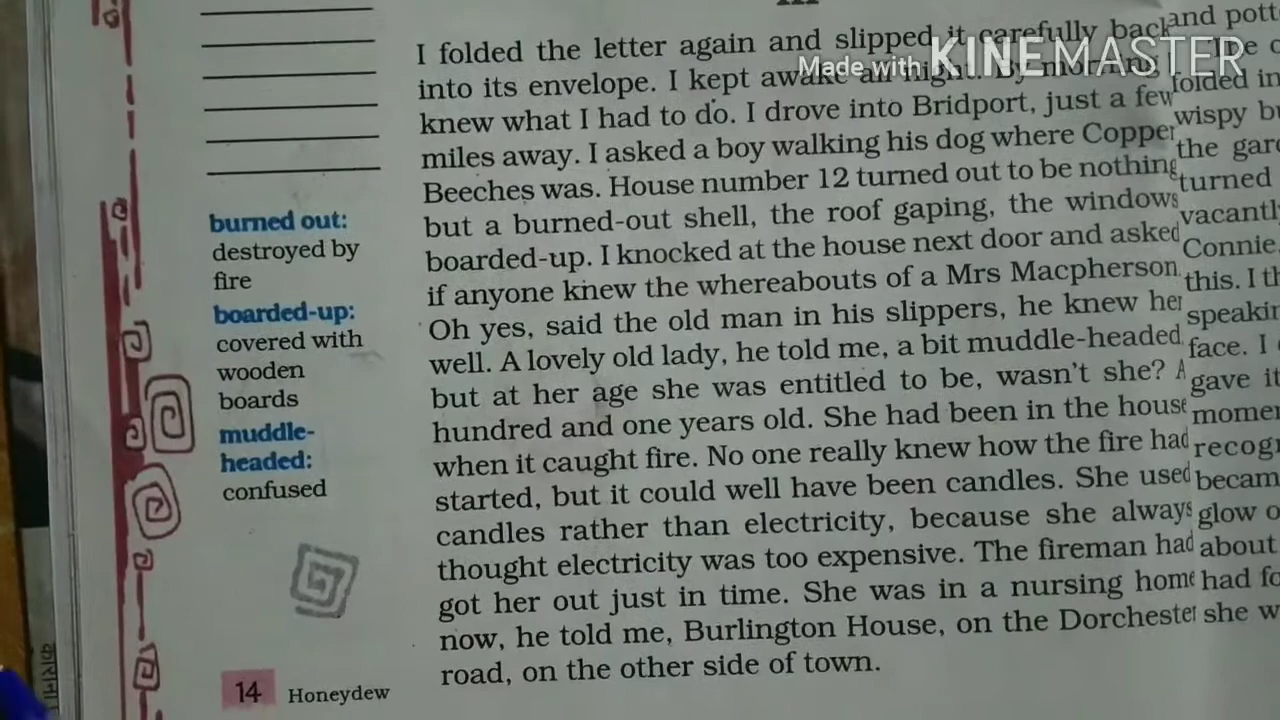 III
I folded the letter again and slipped it carefully back
into its envelope. I kept awake all night. By morning
knew what I had to do. I drove into Bridport, just a few
miles away. I asked a boy walking his dog where Copper
Beeches was. House number 12 turned out to be nothing
but a burned-out shell, the roof gaping, the windows
boarded-up. I knocked at the house next door and asked
if anyone knew the whereabouts of a Mrs Macpherson
Oh yes, said the old man in his slippers, he knew her
well. A lovely old lady, he told me, a bit muddle-headed
but at her age she was entitled to be, wasn't she? A
hundred and one years old. She had been in the house
when it caught fire. No one really knew how the fire had
started, but it could well have been candles. She used
candles rather than electricity, because she always
thought electricity was too expensive. The fireman had
got her out just in time. She was in a nursing home
now, he told me, Burlington House, on the Dorchester
road, on the other side of town.
burned out:
destroyed by
fire
boarded-up:
covered with
wooden
boards
muddle-
headed:
confused
14 Honeydew
and
folded
wispy
the
turned
Connie
this. I
face. I
gave it
glow
about
had
she
Made with KINEMASTER